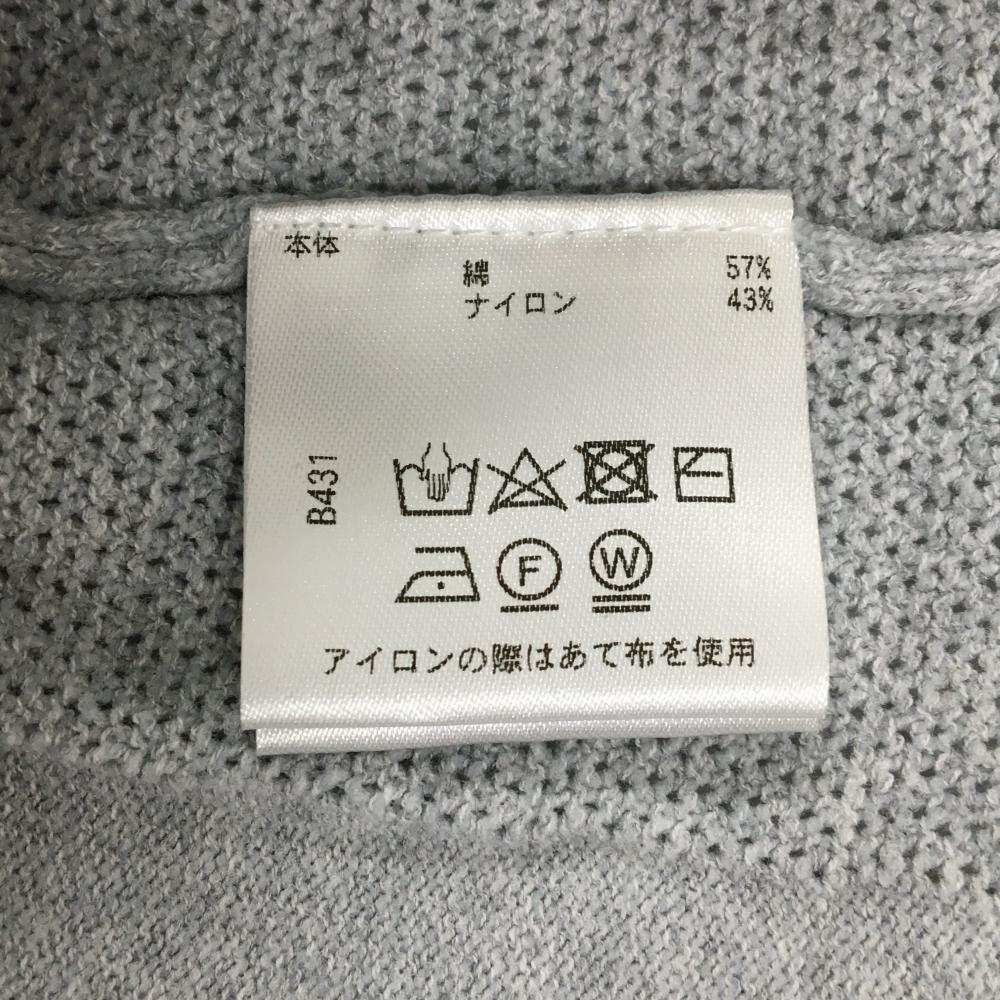 本体
綿 57%
ナイロン 43%
B431
F W
アイロンの際はあて布を使用